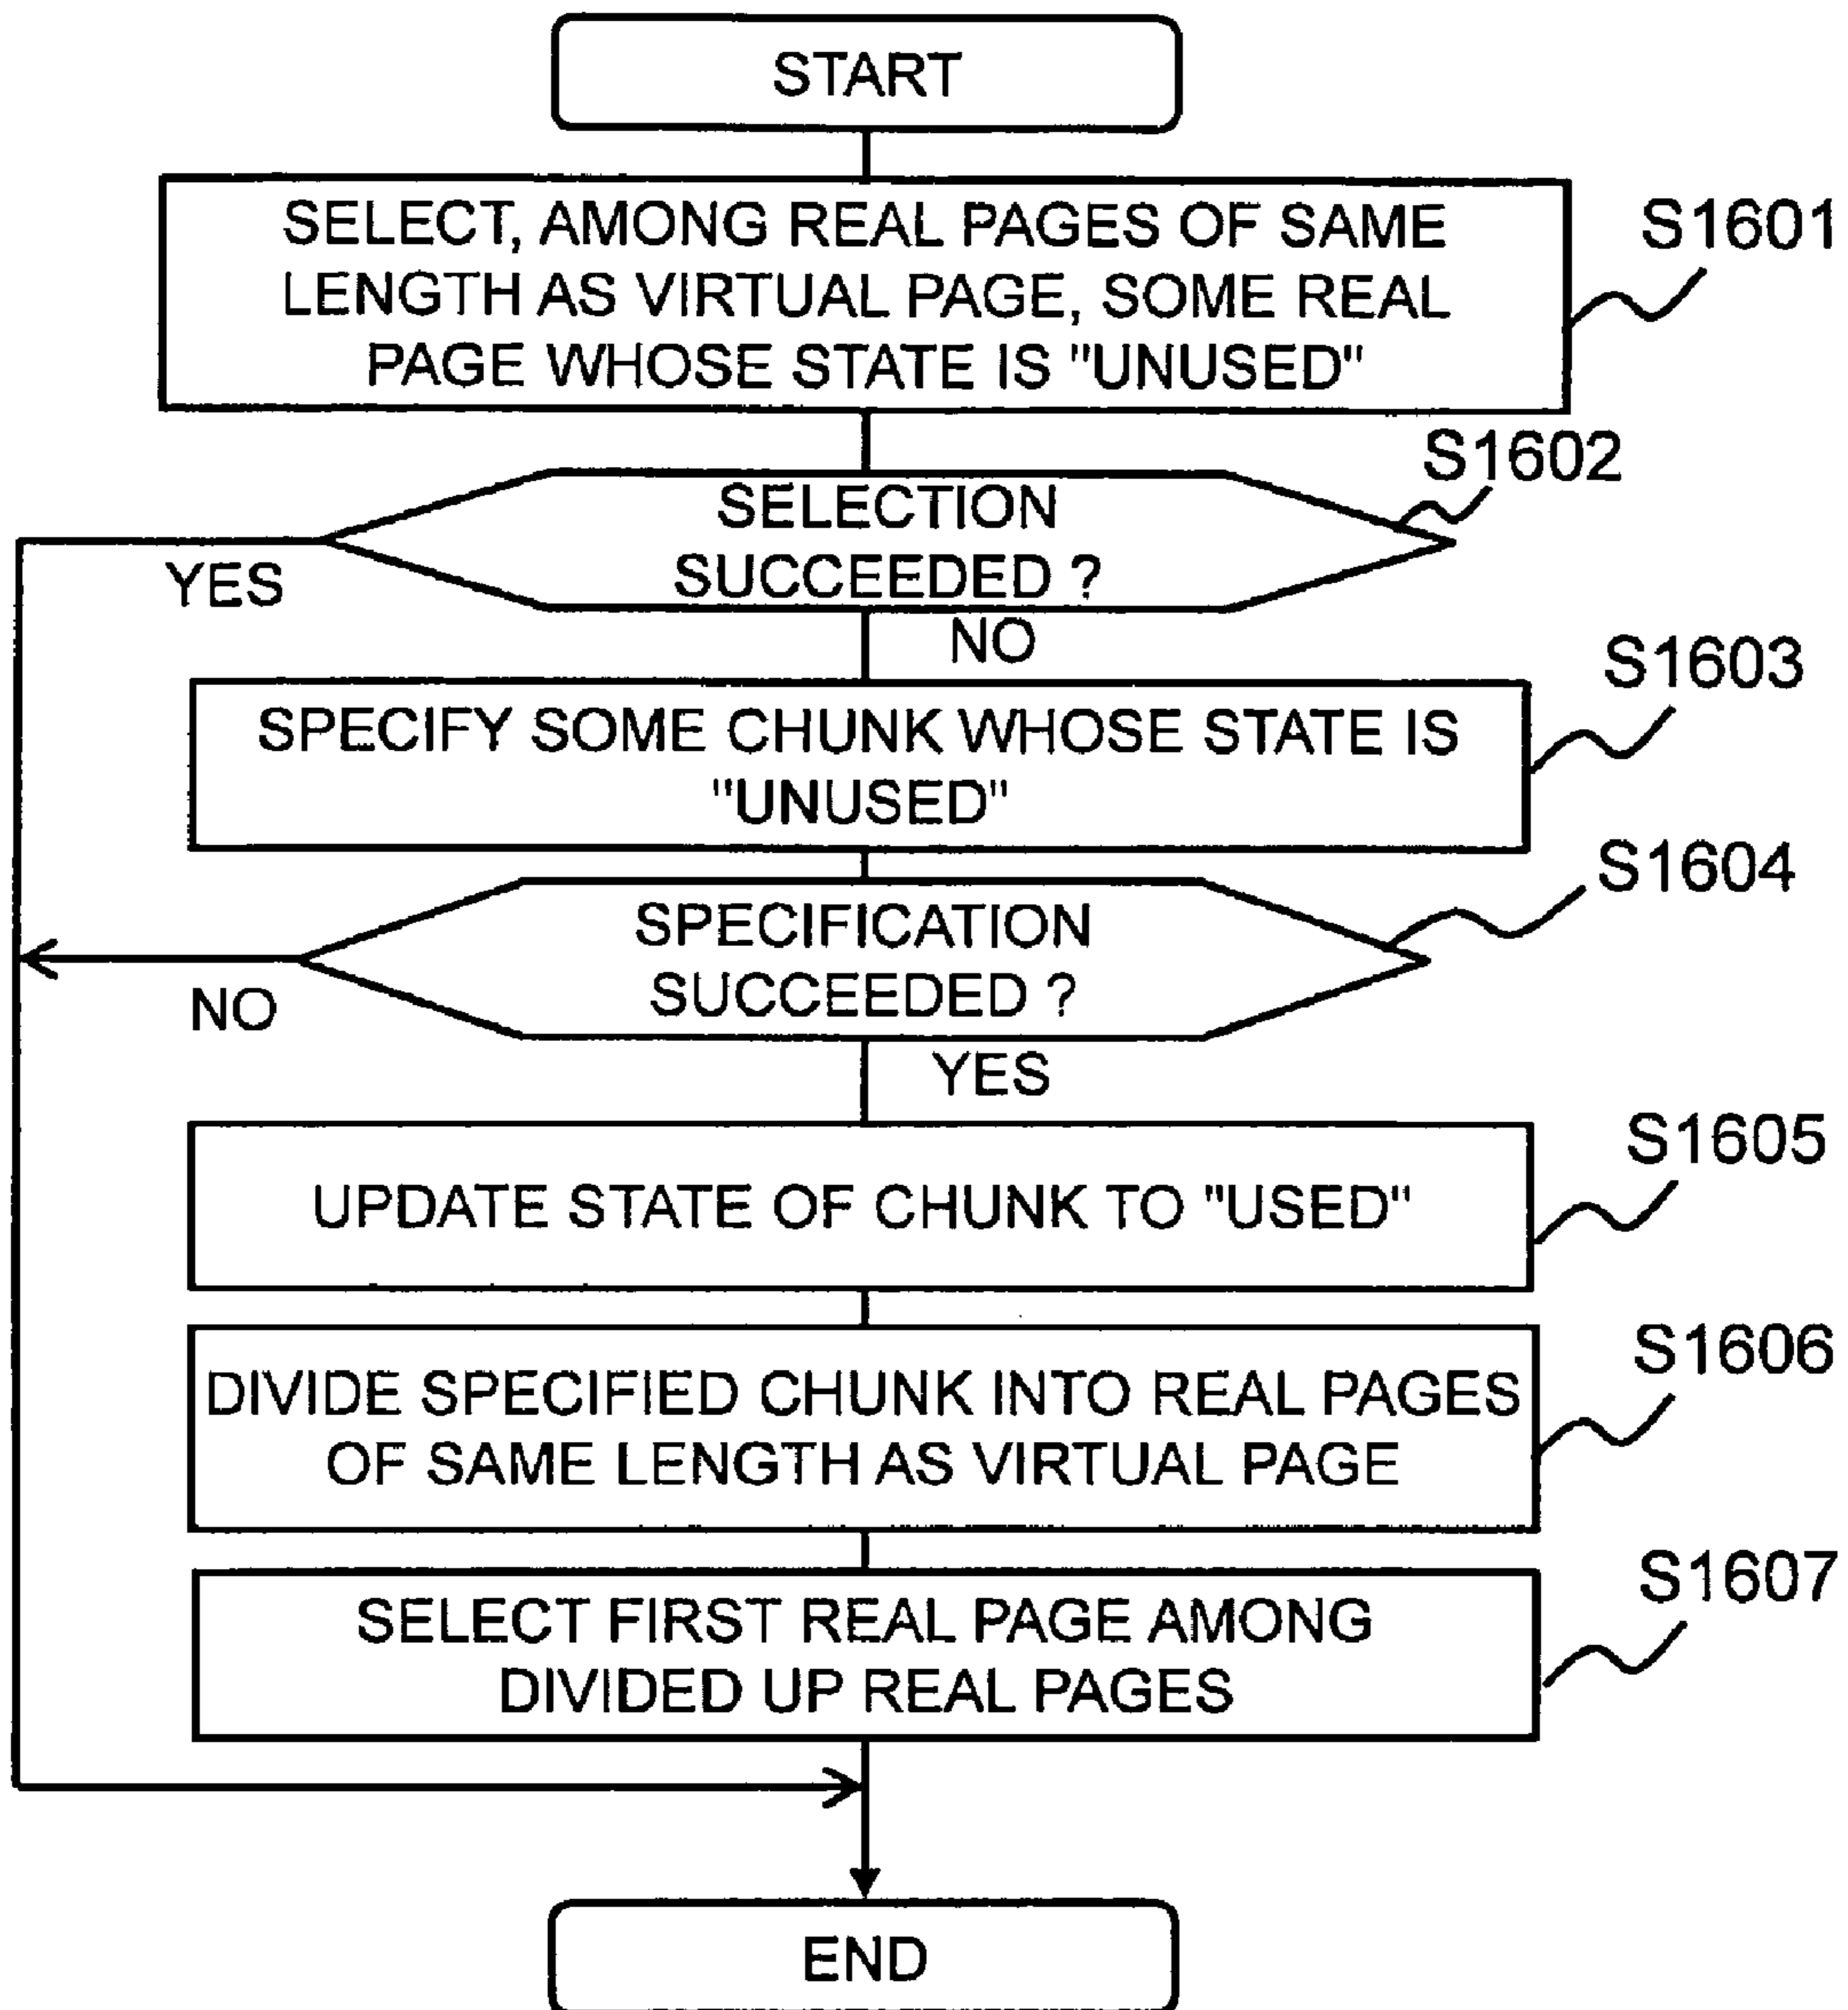 START
SELECT, AMONG REAL PAGES OF SAME
LENGTH AS VIRTUAL PAGE, SOME REAL
PAGE WHOSE STATE IS "UNUSED"
S1601
SELECTION
SUCCEEDED ?
S1602
YES
NO
SPECIFY SOME CHUNK WHOSE STATE IS
"UNUSED"
S1603
SPECIFICATION
SUCCEEDED ?
S1604
NO
YES
UPDATE STATE OF CHUNK TO "USED"
S1605
DIVIDE SPECIFIED CHUNK INTO REAL PAGES
OF SAME LENGTH AS VIRTUAL PAGE
S1606
SELECT FIRST REAL PAGE AMONG
DIVIDED UP REAL PAGES
S1607
END